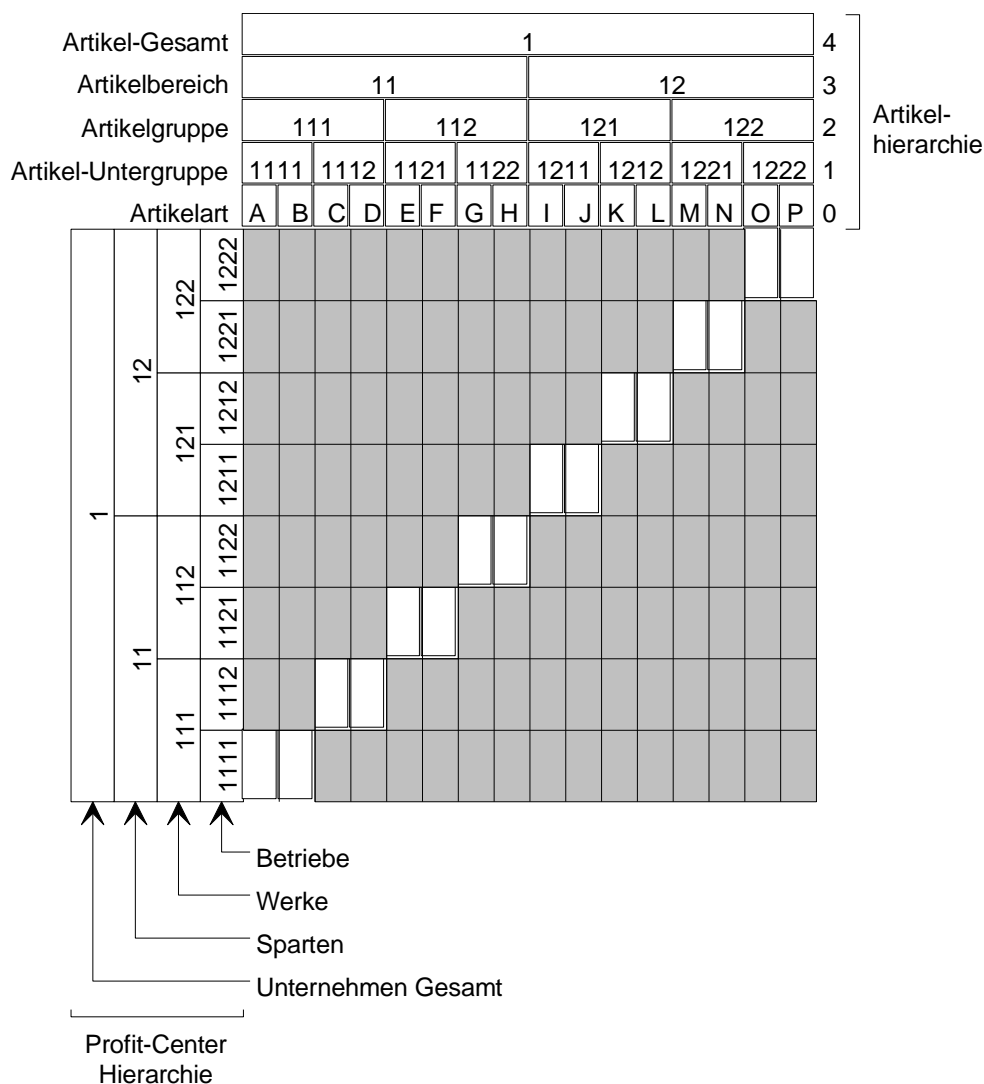 Artikel-Gesamt 1 4
Artikelbereich 11 12 3
Artikelgruppe 111 112 121 122 2
Artikel-Untergruppe 1111 1112 1121 1122 1211 1212 1221 1222 1
Artikelart A B C D E F G H I J K L M N O P 0
Artikel-
hierarchie
1
12
11
122
121
112
111
1222
1221
1212
1211
1122
1121
1112
1111
Betriebe
Werke
Sparten
Unternehmen Gesamt
Profit-Center
Hierarchie